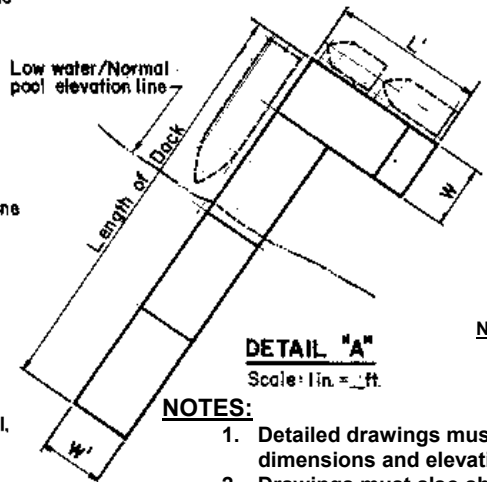 L'
Low water/Normal
pool elevation line
Length of Dock
W
DETAIL "A"
Scale: 1in. = _ft.
W'
NOTES:
1. Detailed drawings mus
dimensions and elevati